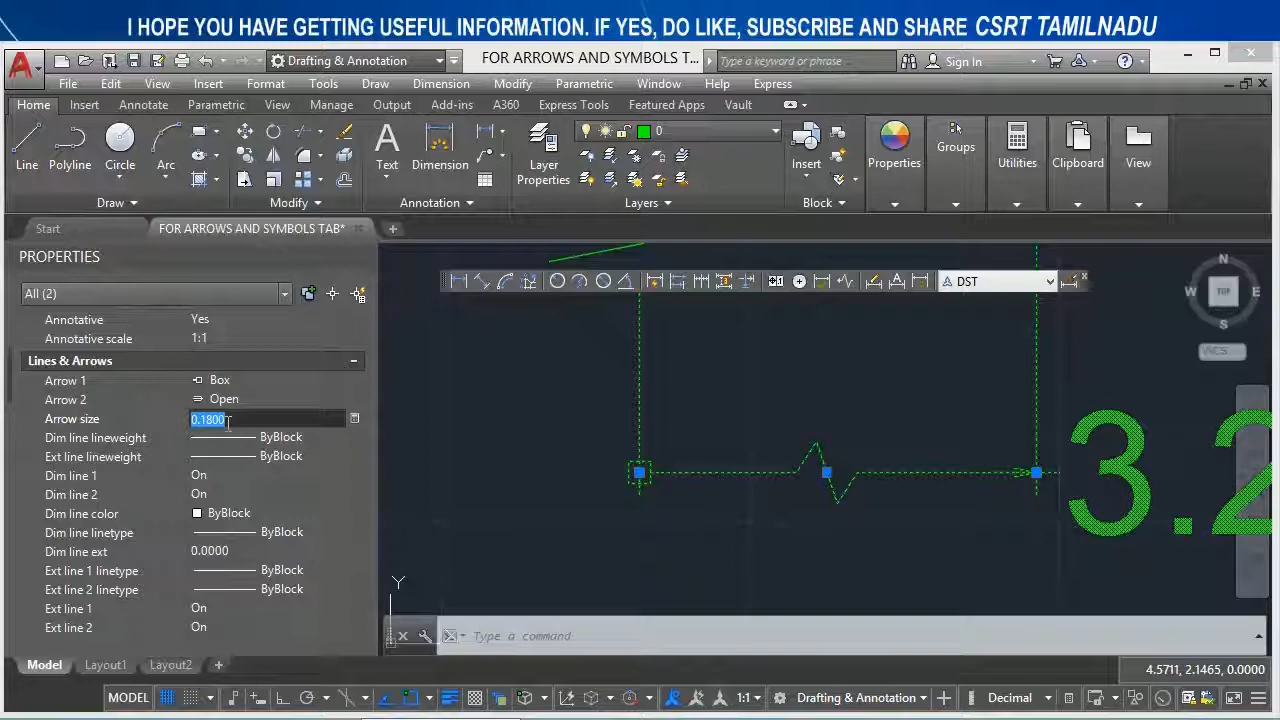 I HOPE YOU HAVE GETTING USEFUL INFORMATION. IF YES, DO LIKE, SUBSCRIBE AND SHARE CSRT TAMILNADU
Drafting & Annotation
FOR ARROWS AND SYMBOLS T...
Type a keyword or phrase
Sign In
File Edit View Insert Format Tools Draw Dimension Modify Parametric Window Help Express
Home Insert Annotate Parametric View Manage Output Add-ins A360 Express Tools Featured Apps Vault
0
Line Polyline Circle Arc
Text Dimension
Layer Properties
Insert
Properties Groups Utilities Clipboard View
Draw Modify Annotation Layers Block
Start FOR ARROWS AND SYMBOLS TAB*
PROPERTIES
All (2)
DST
Annotative Yes
Annotative scale 1:1
Lines & Arrows
Arrow 1 Box
Arrow 2 Open
Arrow size 0.1800
Dim line lineweight ByBlock
Ext line lineweight ByBlock
Dim line 1 On
Dim line 2 On
Dim line color ByBlock
Dim line linetype ByBlock
Dim line ext 0.0000
Ext line 1 linetype ByBlock
Ext line 2 linetype ByBlock
Ext line 1 On
Ext line 2 On
N
W TOP E
S
WCS
3.2
Y
Type a command
Model Layout1 Layout2
4.5711, 2.1465, 0.0000
MODEL 1:1 Drafting & Annotation Decimal